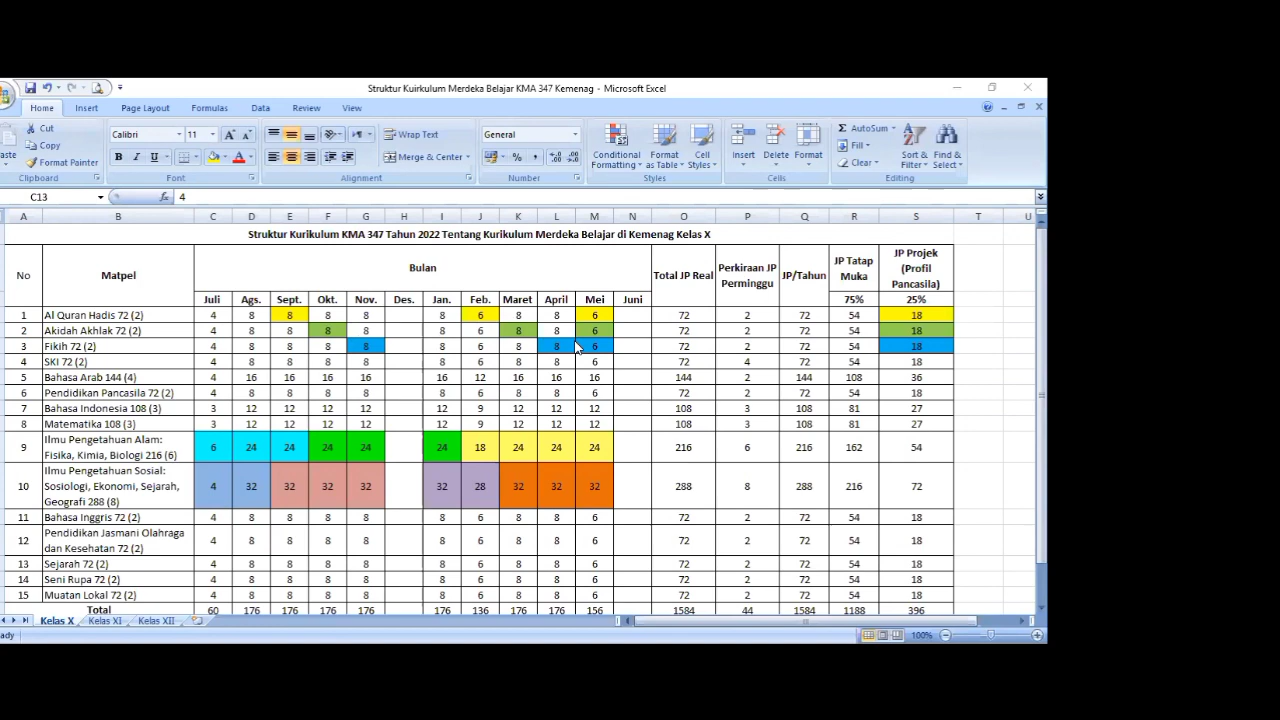 Struktur Kuirkulum Merdeka Belajar KMA 347 Kemenag - Microsoft Excel
Home Insert Page Layout Formulas Data Review View
Cut Calibri 11 Wrap Text General AutoSum
Copy Fill
Format Painter Merge & Center Conditional Formatting Format as Table Cell Styles Insert Delete Format Clear Sort & Filter Find & Select
Clipboard Font Alignment Number Styles Cells Editing
C13 fx 4
A B C D E F G H I J K L M N O P Q R S T U
Struktur Kurikulum KMA 347 Tahun 2022 Tentang Kurikulum Merdeka Belajar di Kemenag Kelas X
No Matpel Bulan Total JP Real Perkiraan JP Perminggu JP/Tahun JP Tatap Muka JP Projek (Profil Pancasila)
Juli Ags. Sept. Okt. Nov. Des. Jan. Feb. Maret April Mei Juni 75% 25%
1 Al Quran Hadis 72 (2) 4 8 8 8 8 8 6 8 8 6 72 2 72 54 18
2 Akidah Akhlak 72 (2) 4 8 8 8 8 8 6 8 8 6 72 2 72 54 18
3 Fikih 72 (2) 4 8 8 8 8 8 6 8 8 6 72 2 72 54 18
4 SKI 72 (2) 4 8 8 8 8 8 6 8 8 6 72 4 72 54 18
5 Bahasa Arab 144 (4) 4 16 16 16 16 16 12 16 16 16 144 2 144 108 36
6 Pendidikan Pancasila 72 (2) 4 8 8 8 8 8 6 8 8 6 72 2 72 54 18
7 Bahasa Indonesia 108 (3) 3 12 12 12 12 12 9 12 12 12 108 3 108 81 27
8 Matematika 108 (3) 3 12 12 12 12 12 9 12 12 12 108 3 108 81 27
9 Ilmu Pengetahuan Alam: Fisika, Kimia, Biologi 216 (6) 6 24 24 24 24 24 18 24 24 24 216 6 216 162 54
10 Ilmu Pengetahuan Sosial: Sosiologi, Ekonomi, Sejarah, Geografi 288 (8) 4 32 32 32 32 32 28 32 32 32 288 8 288 216 72
11 Bahasa Inggris 72 (2) 4 8 8 8 8 8 6 8 8 6 72 2 72 54 18
12 Pendidikan Jasmani Olahraga dan Kesehatan 72 (2) 4 8 8 8 8 8 6 8 8 6 72 2 72 54 18
13 Sejarah 72 (2) 4 8 8 8 8 8 6 8 8 6 72 2 72 54 18
14 Seni Rupa 72 (2) 4 8 8 8 8 8 6 8 8 6 72 2 72 54 18
15 Muatan Lokal 72 (2) 4 8 8 8 8 8 6 8 8 6 72 2 72 54 18
Total 60 176 176 176 176 176 136 176 176 156 1584 44 1584 1188 396
Kelas X Kelas XI Kelas XII
100%